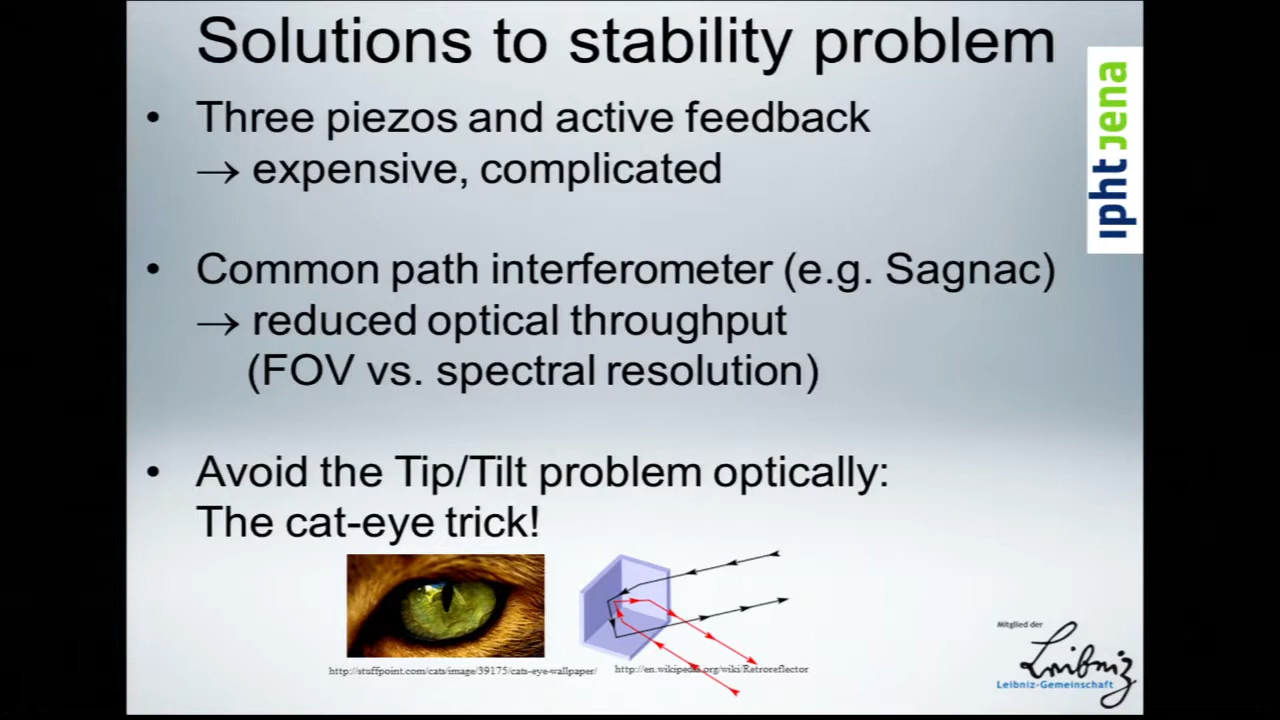 Solutions to stability problem
• Three piezos and active feedback
→ expensive, complicated
• Common path interferometer (e.g. Sagnac)
→ reduced optical throughput
(FOV vs. spectral resolution)
• Avoid the Tip/Tilt problem optically:
The cat-eye trick!
http://stuffpoint.com/cats/image/39175/cats-eye-wallpaper/
http://en.wikipedia.org/wiki/Retroreflector
ipht jena
Mitglied der
Leibniz
Leibniz-Gemeinschaft